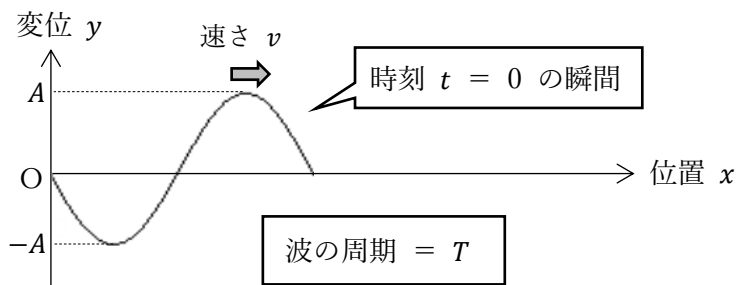 変位 y
速さ v
時刻 t = 0 の瞬間
A
O
位置 x
−A
波の周期 = T